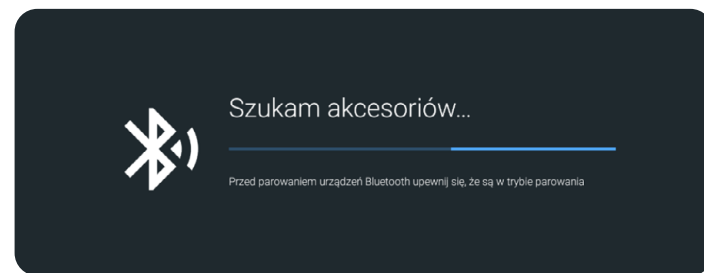 Szukam akcesoriów...
Przed parowaniem urządzeń Bluetooth upewnij się, że są w trybie parowania